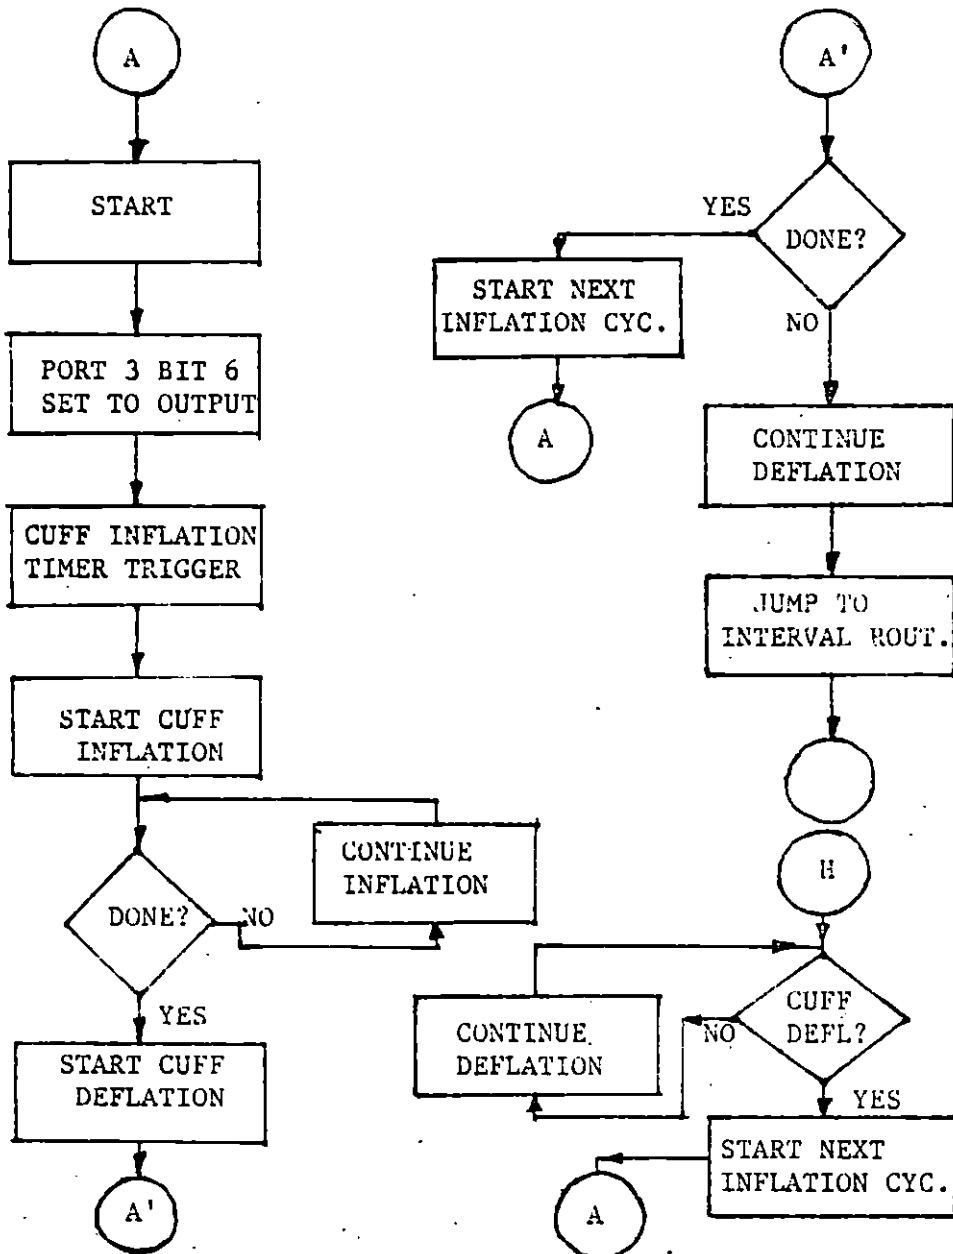 A
START
PORT 3 BIT 6
SET TO OUTPUT
CUFF INFLATION
TIMER TRIGGER
START CUFF
INFLATION
CONTINUE
INFLATION
DONE?
NO
YES
START CUFF
DEFLATION
A'
A'
DONE?
YES
START NEXT
INFLATION CYC.
A
NO
CONTINUE
DEFLATION
JUMP TO
INTERVAL ROUT.
H
CUFF
DEFL?
NO
CONTINUE
DEFLATION
YES
START NEXT
INFLATION CYC.
A